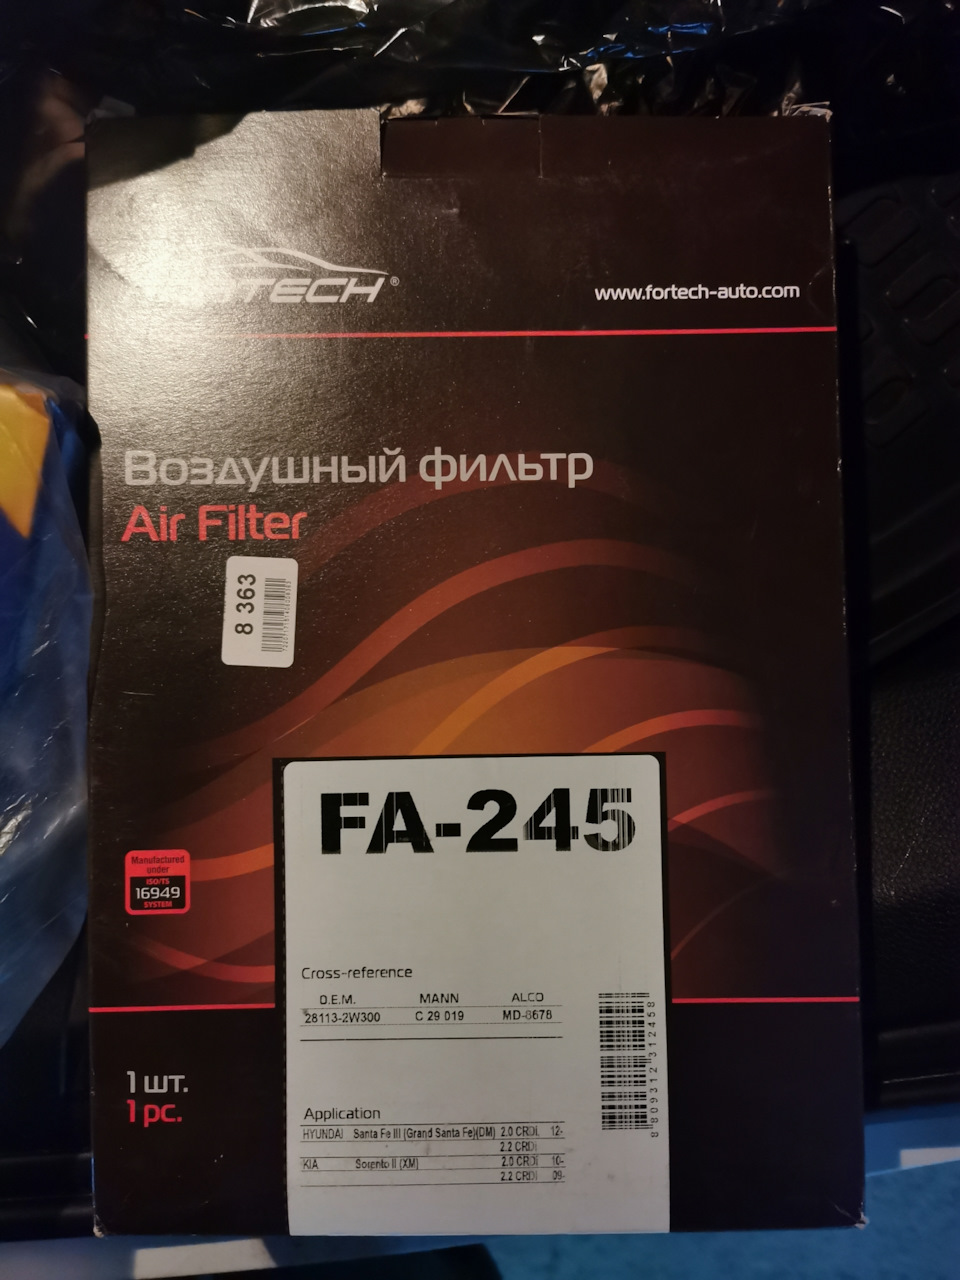 FORTECH®
www.fortech-auto.com
Воздушный фильтр
Air Filter
8 363
FA-245
Manufactured
under
ISO/TS
16949
SYSTEM
Cross-reference
O.E.M. MANN ALCO
28113-2W300 C 29 019 MD-8678
8 809312 312458
1 шт.
1 pc.
Application
HYUNDAI Santa Fe III (Grand Santa Fe)(DM) 2.0 CRDi 12-
2.2 CRDi
KIA Sorento II (XM) 2.0 CRDi 10-
2.2 CRDi 09-